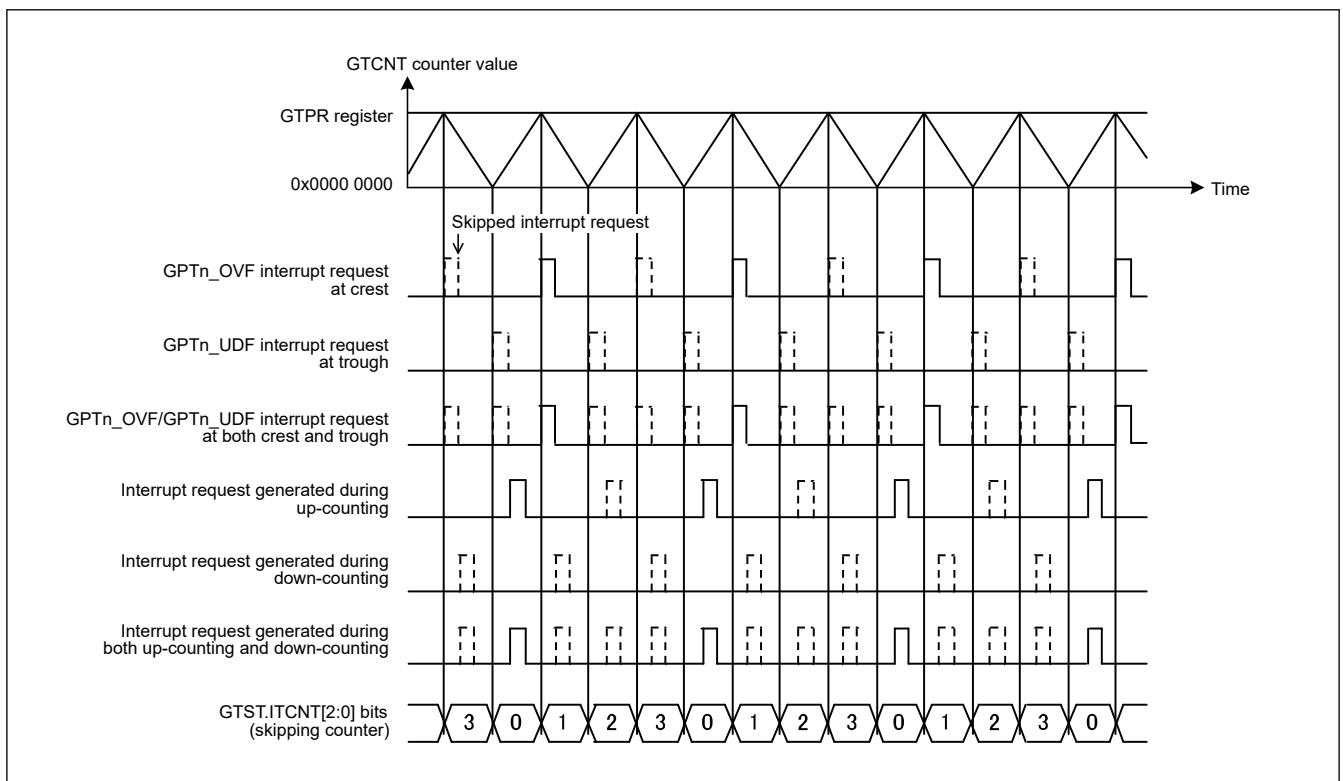 GTCNT counter value
GTPR register
0x0000 0000
Time
Skipped interrupt request
GPTn_OVF interrupt request
at crest
GPTn_UDF interrupt request
at trough
GPTn_OVF/GPTn_UDF interrupt request
at both crest and trough
Interrupt request generated during
up-counting
Interrupt request generated during
down-counting
Interrupt request generated during
both up-counting and down-counting
GTST.ITCNT[2:0] bits
(skipping counter)
3 0 1 2 3 0 1 2 3 0 1 2 3 0